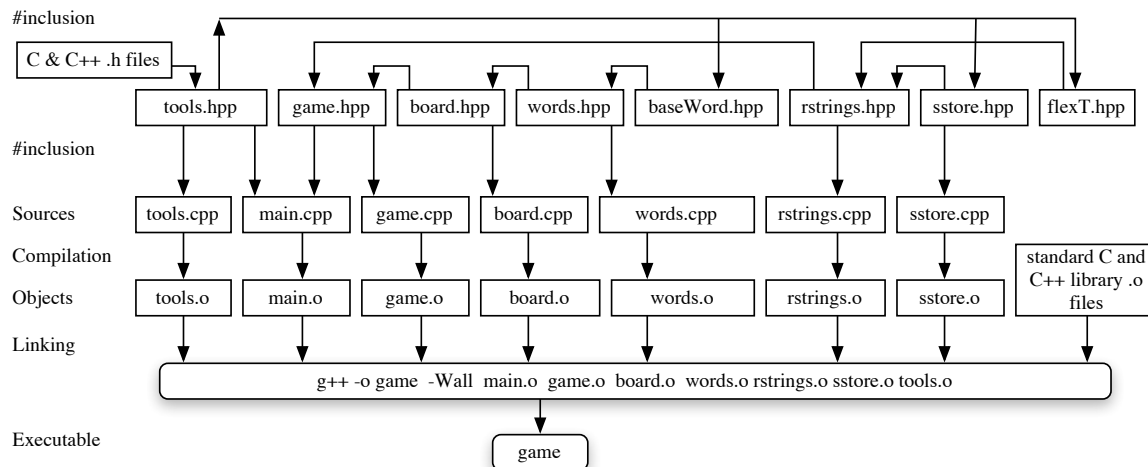 #inclusion
C & C++ .h files
tools.hpp
game.hpp
board.hpp
words.hpp
baseWord.hpp
rstrings.hpp
sstore.hpp
flexT.hpp
#inclusion
Sources
tools.cpp
main.cpp
game.cpp
board.cpp
words.cpp
rstrings.cpp
sstore.cpp
Compilation
standard C and
C++ library .o
files
Objects
tools.o
main.o
game.o
board.o
words.o
rstrings.o
sstore.o
Linking
g++ -o game -Wall main.o game.o board.o words.o rstrings.o sstore.o tools.o
Executable
game